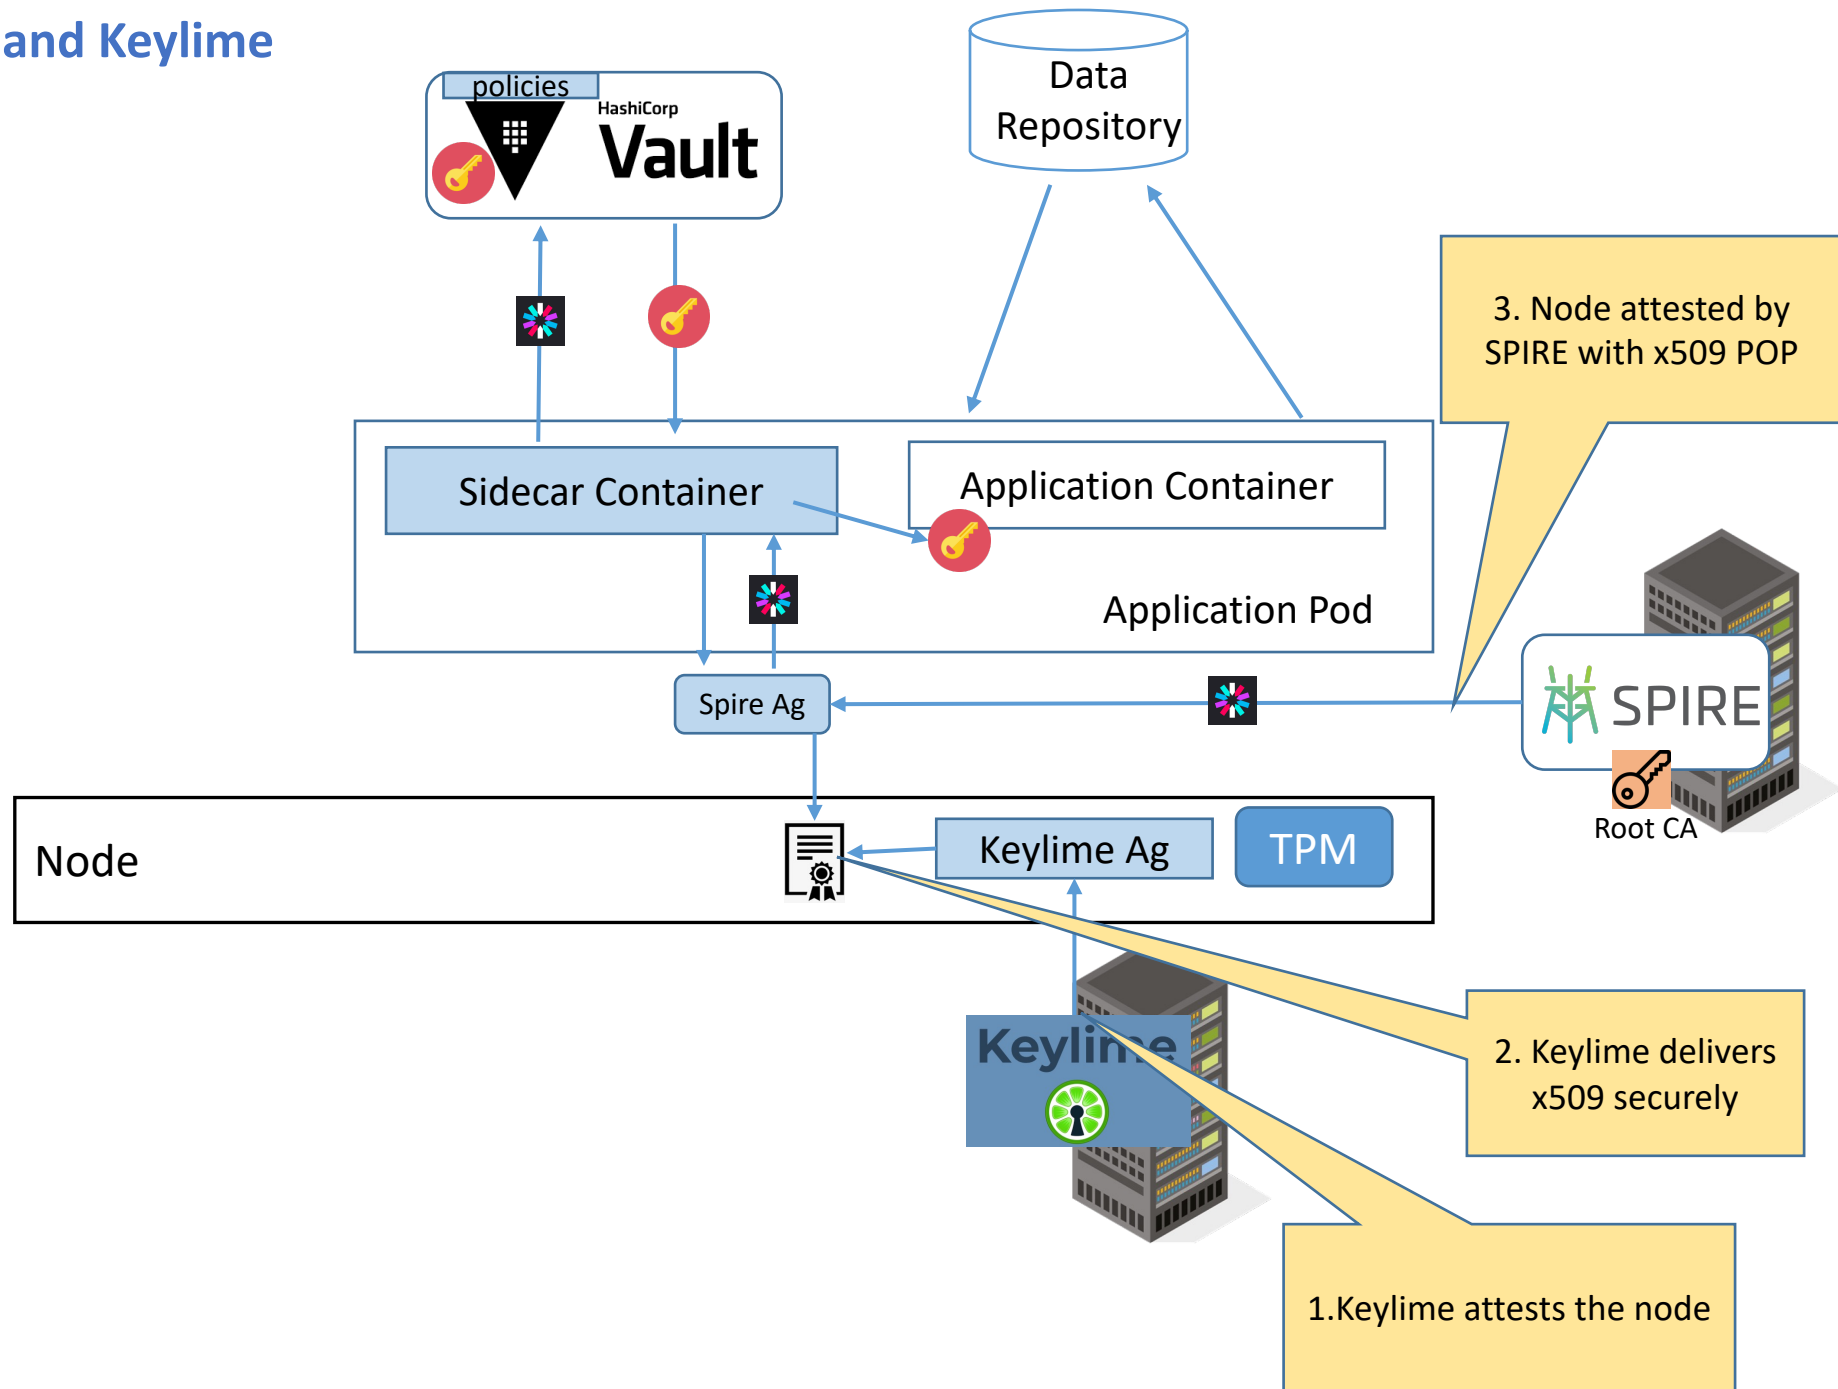 and Keylime
policies
HashiCorp
Vault
Data
Repository
3. Node attested by
SPIRE with x509 POP
Sidecar Container
Application Container
Application Pod
Spire Ag
SPIRE
Root CA
Node
Keylime Ag
TPM
Keylime
2. Keylime delivers
x509 securely
1.Keylime attests the node